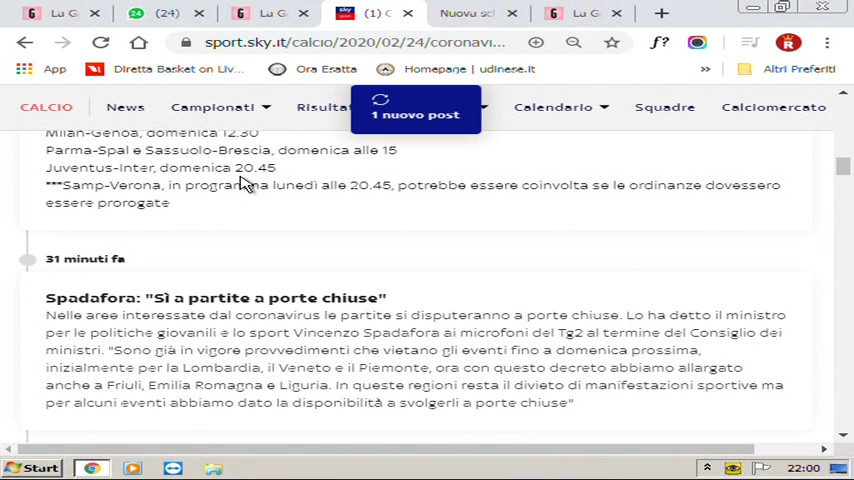 La G
(24)
La G
(1) C
Nuova sc
La G
sport.sky.it/calcio/2020/02/24/coronavi...
f?
R
App
Diretta Basket on Liv...
Ora Esatta
Homepage | udinese.it
»
Altri Preferiti
CALCIO
News
Campionati
Risultat
1 nuovo post
Calendario
Squadre
Calciomercato
Milan-Genoa, domenica 12.30
Parma-Spal e Sassuolo-Brescia, domenica alle 15
Juventus-Inter, domenica 20.45
***Samp-Verona, in programma lunedì alle 20.45, potrebbe essere coinvolta se le ordinanze dovessero
essere prorogate
31 minuti fa
Spadafora: "Sì a partite a porte chiuse"
Nelle aree interessate dal coronavirus le partite si disputeranno a porte chiuse. Lo ha detto il ministro
per le politiche giovanili e lo sport Vincenzo Spadafora ai microfoni del Tg2 al termine del Consiglio dei
ministri. "Sono già in vigore provvedimenti che vietano gli eventi fino a domenica prossima,
inizialmente per la Lombardia, il Veneto e il Piemonte, ora con questo decreto abbiamo allargato
anche a Friuli, Emilia Romagna e Liguria. In queste regioni resta il divieto di manifestazioni sportive ma
per alcuni eventi abbiamo dato la disponibilità a svolgerli a porte chiuse"
Start
22:00